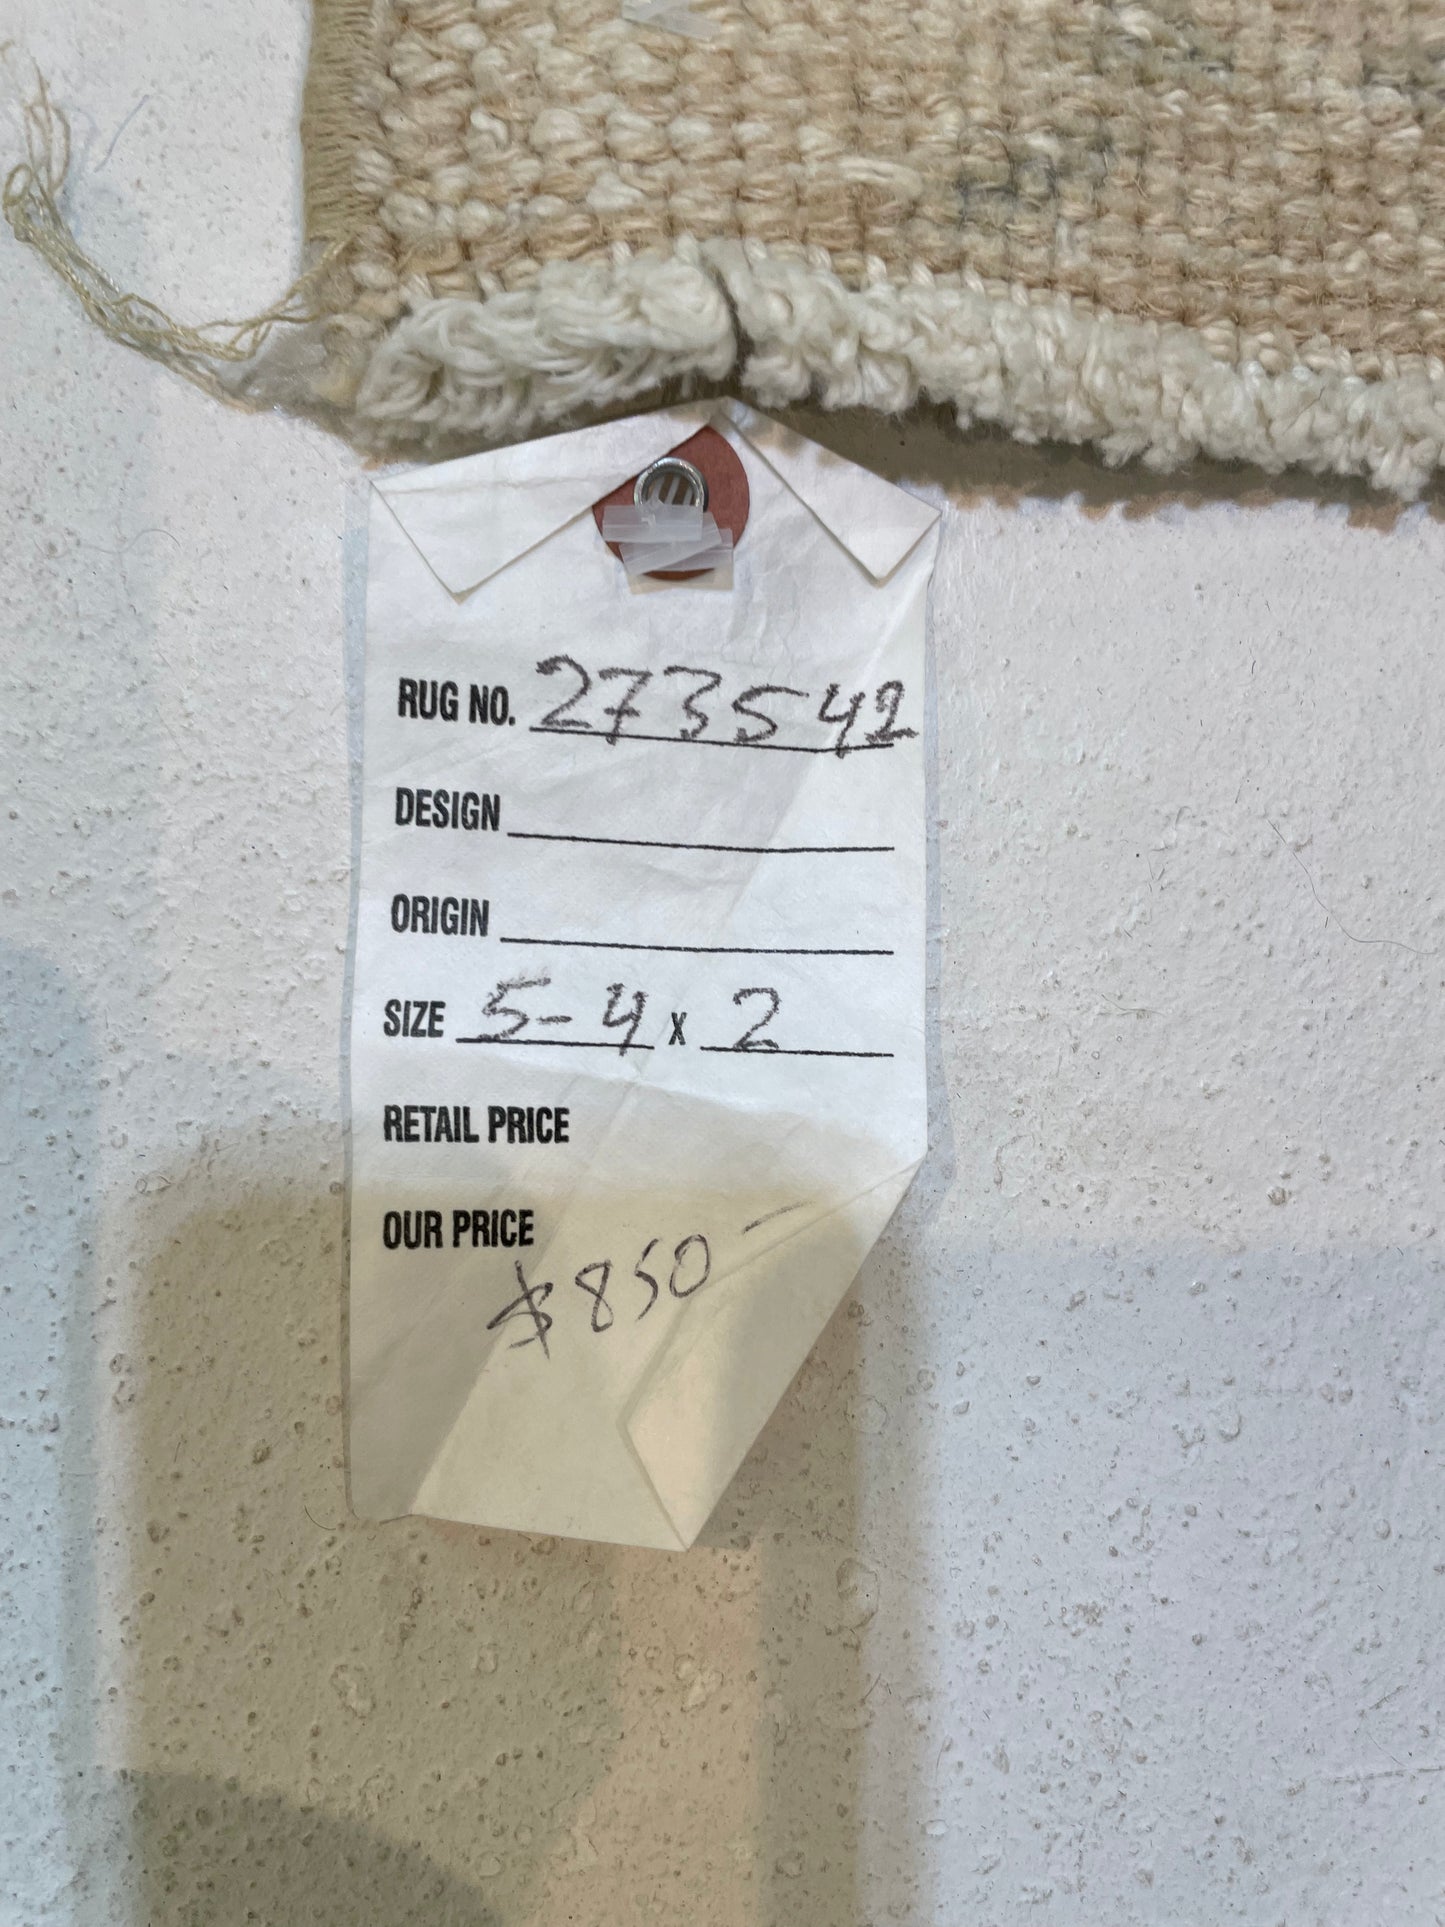 RUG NO. 273542
DESIGN
ORIGIN
SIZE 5-4 x 2
RETAIL PRICE
OUR PRICE
$850-